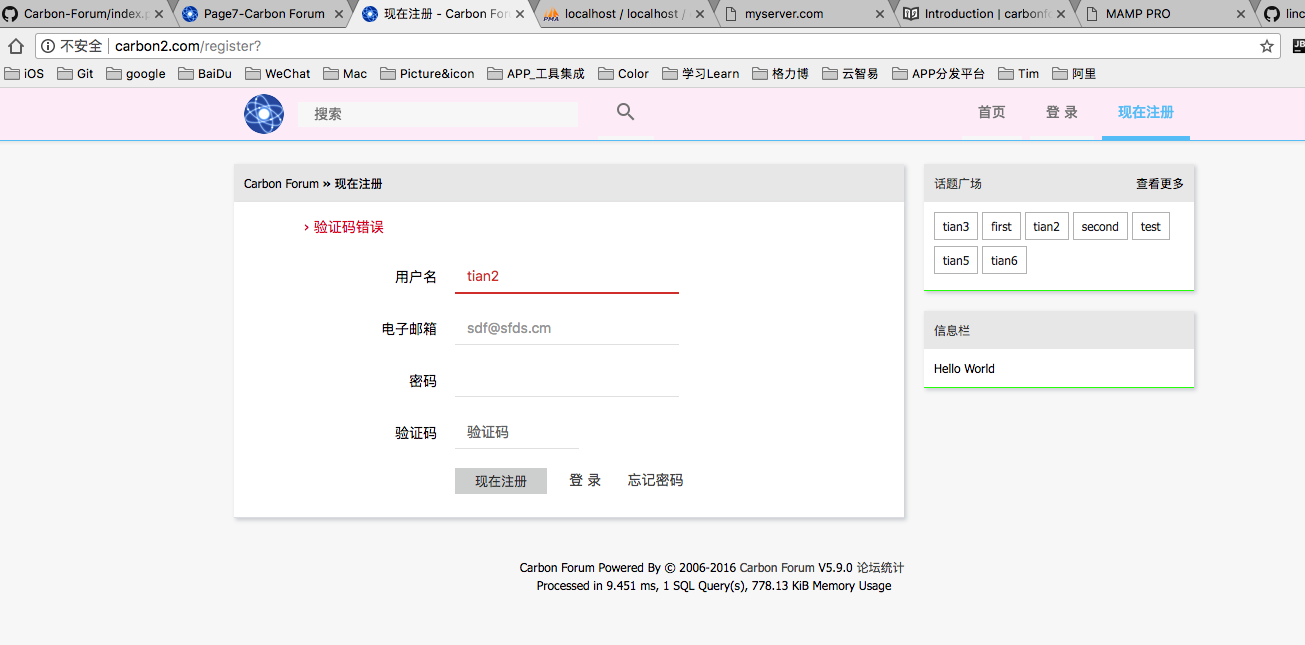 Carbon-Forum/index.p Page7-Carbon Forum 现在注册 - Carbon For localhost / localhost / myserver.com Introduction | carbonfo MAMP PRO linc
不安全 carbon2.com/register?
iOS Git google BaiDu WeChat Mac Picture&icon APP_工具集成 Color 学习Learn 格力博 云智易 APP分发平台 Tim 阿里
搜索 首页 登 录 现在注册
Carbon Forum » 现在注册
› 验证码错误
用户名 tian2
电子邮箱 sdf@sfds.cm
密码
验证码 验证码
现在注册 登 录 忘记密码
话题广场 查看更多
tian3 first tian2 second test
tian5 tian6
信息栏
Hello World
Carbon Forum Powered By © 2006-2016 Carbon Forum V5.9.0 论坛统计
Processed in 9.451 ms, 1 SQL Query(s), 778.13 KiB Memory Usage